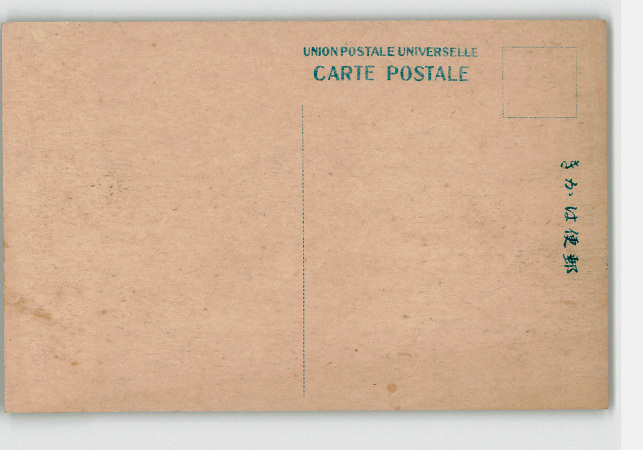 UNION POSTALE UNIVERSELLE
CARTE POSTALE
きかは便郵